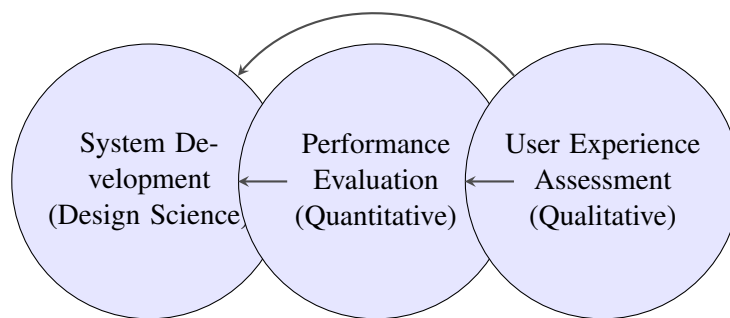 System De-
velopment
(Design Science)
Performance
Evaluation
(Quantitative)
User Experience
Assessment
(Qualitative)